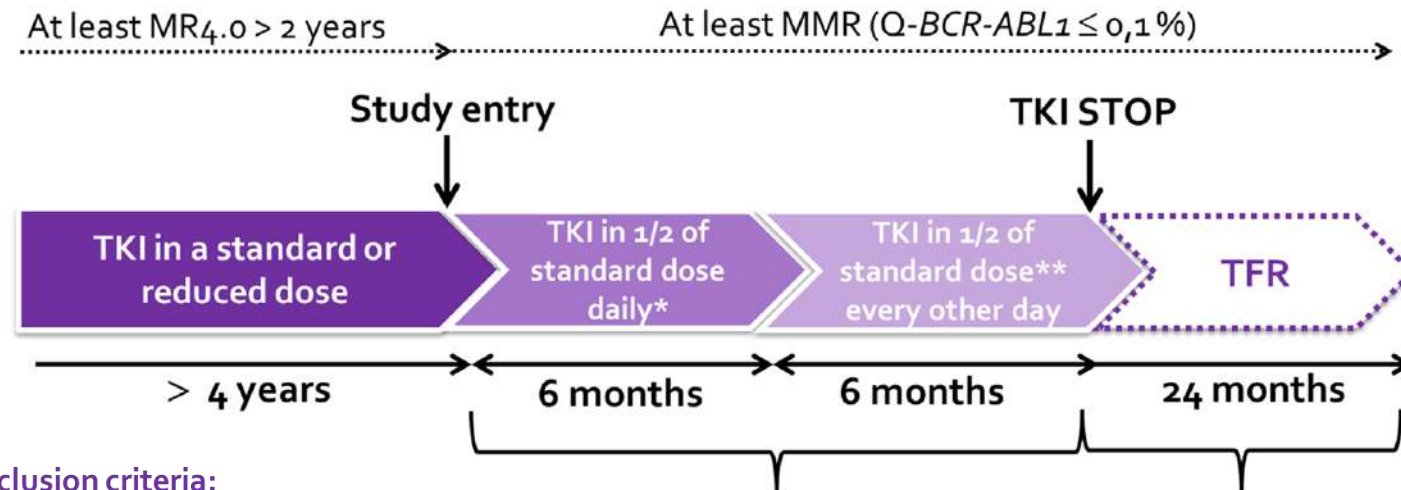 At least MR4.0 > 2 years
At least MMR (Q-BCR-ABL1 ≤ 0,1 %)
Study entry
TKI STOP
TKI in a standard or
reduced dose
TKI in 1/2 of
standard dose
daily*
TKI in 1/2 of
standard dose**
every other day
TFR
> 4 years
6 months
6 months
24 months
clusion criteria: